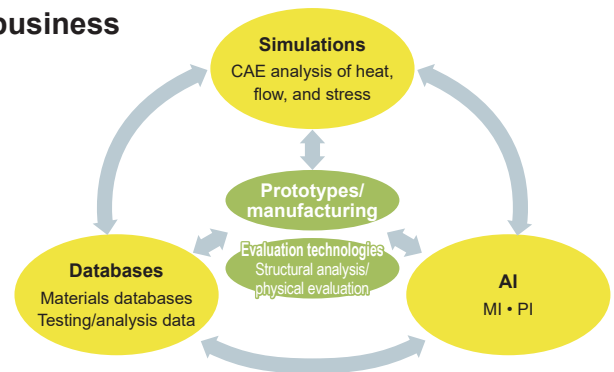 business
Simulations
CAE analysis of heat,
flow, and stress
Prototypes/
manufacturing
Evaluation technologies
Structural analysis/
physical evaluation
Databases
Materials databases
Testing/analysis data
AI
MI • PI